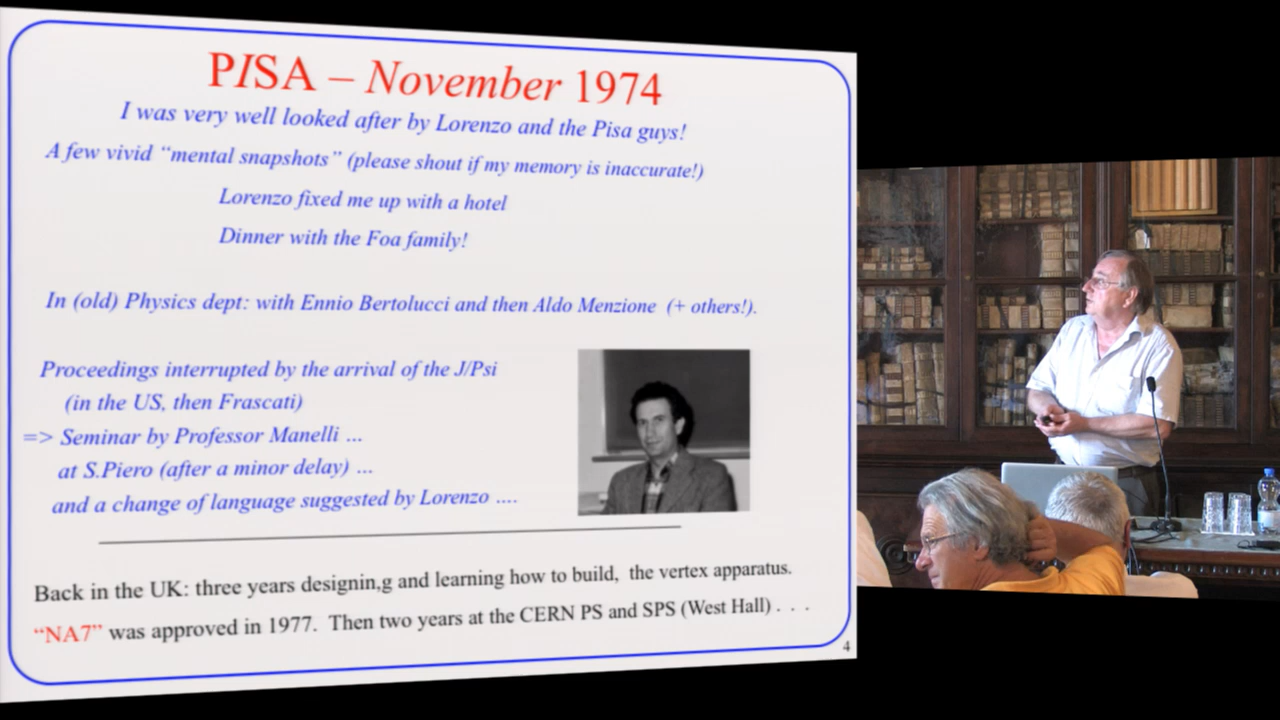 PISA – November 1974
I was very well looked after by Lorenzo and the Pisa guys!
A few vivid “mental snapshots” (please shout if my memory is inaccurate!)
Lorenzo fixed me up with a hotel
Dinner with the Foa family!
In (old) Physics dept: with Ennio Bertolucci and then Aldo Menzione (+ others!).
Proceedings interrupted by the arrival of the J/Psi
(in the US, then Frascati)
=> Seminar by Professor Manelli ...
at S.Piero (after a minor delay) ...
and a change of language suggested by Lorenzo ....
Back in the UK: three years designin,g and learning how to build, the vertex apparatus.
“NA7” was approved in 1977. Then two years at the CERN PS and SPS (West Hall) . . .
4